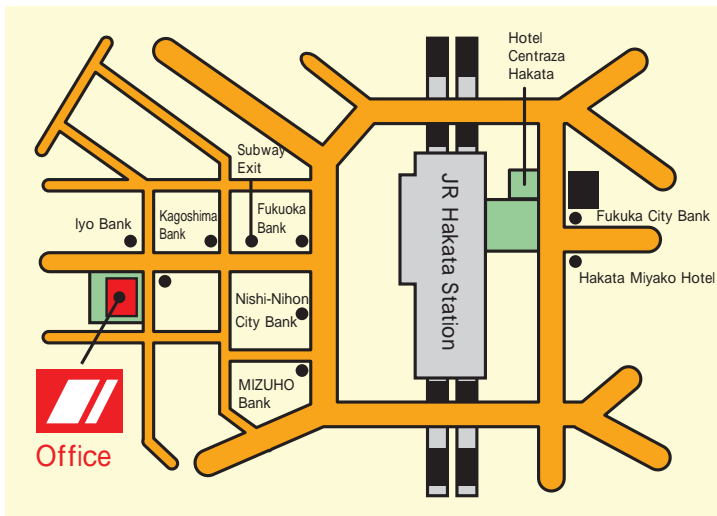 Hotel
Centraza
Hakata
Subway
Exit
Iyo Bank
Kagoshima
Bank
Fukuoka
Bank
JR Hakata Station
Fukuka City Bank
Hakata Miyako Hotel
Nishi-Nihon
City Bank
MIZUHO
Bank
Office